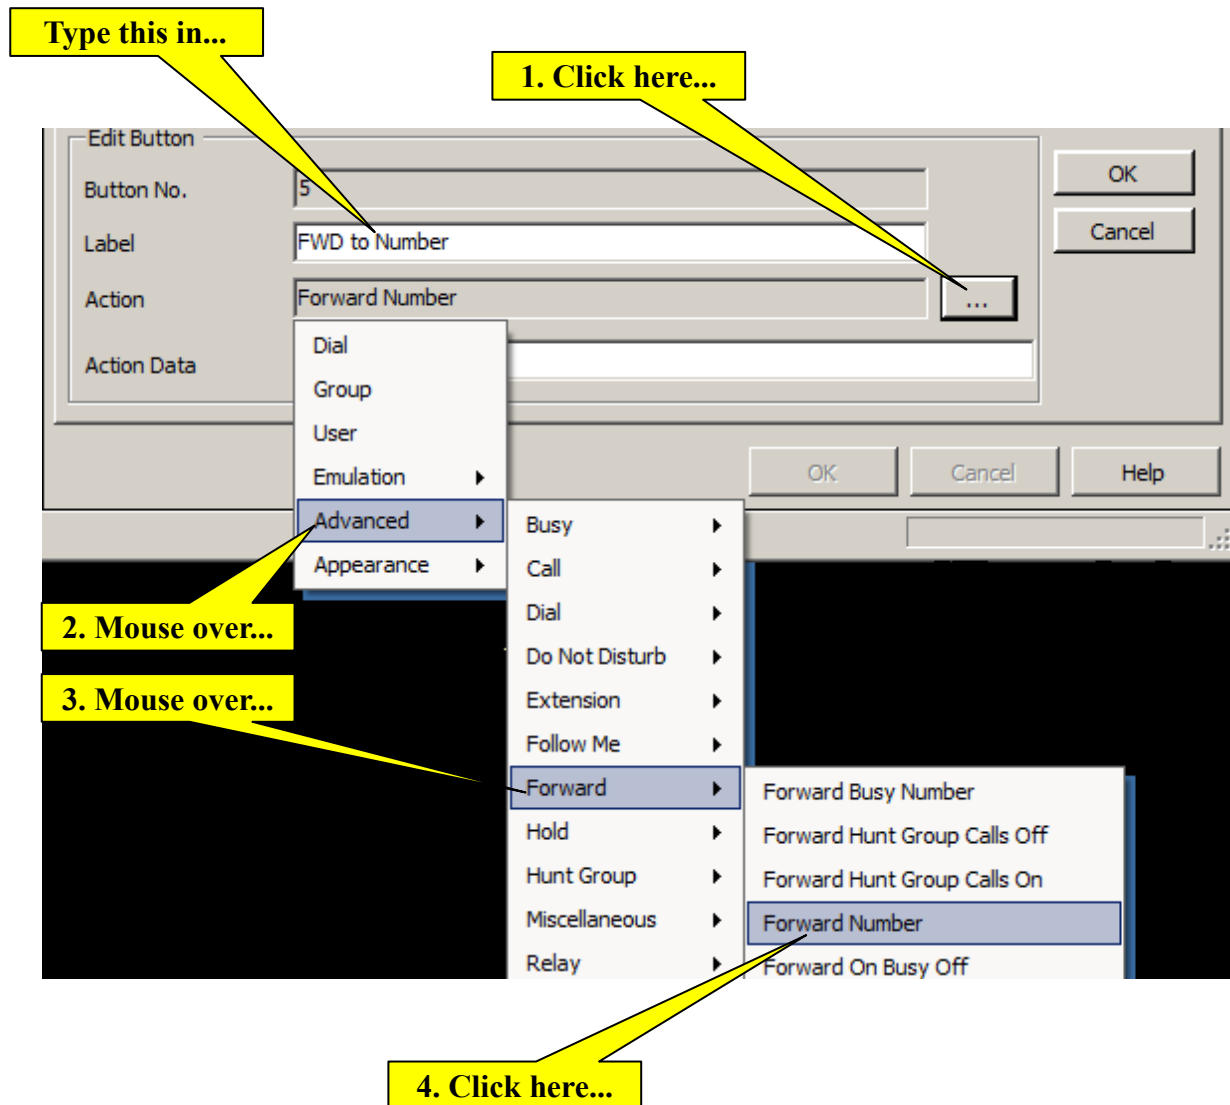 Type this in...
1. Click here...
Edit Button
Button No.
5
OK
Label
FWD to Number
Cancel
Action
Forward Number
...
Action Data
Dial
Group
User
Emulation
Advanced
Appearance
OK
Cancel
Help
2. Mouse over...
3. Mouse over...
Busy
Call
Dial
Do Not Disturb
Extension
Follow Me
Forward
Hold
Hunt Group
Miscellaneous
Relay
Forward Busy Number
Forward Hunt Group Calls Off
Forward Hunt Group Calls On
Forward Number
Forward On Busy Off
4. Click here...